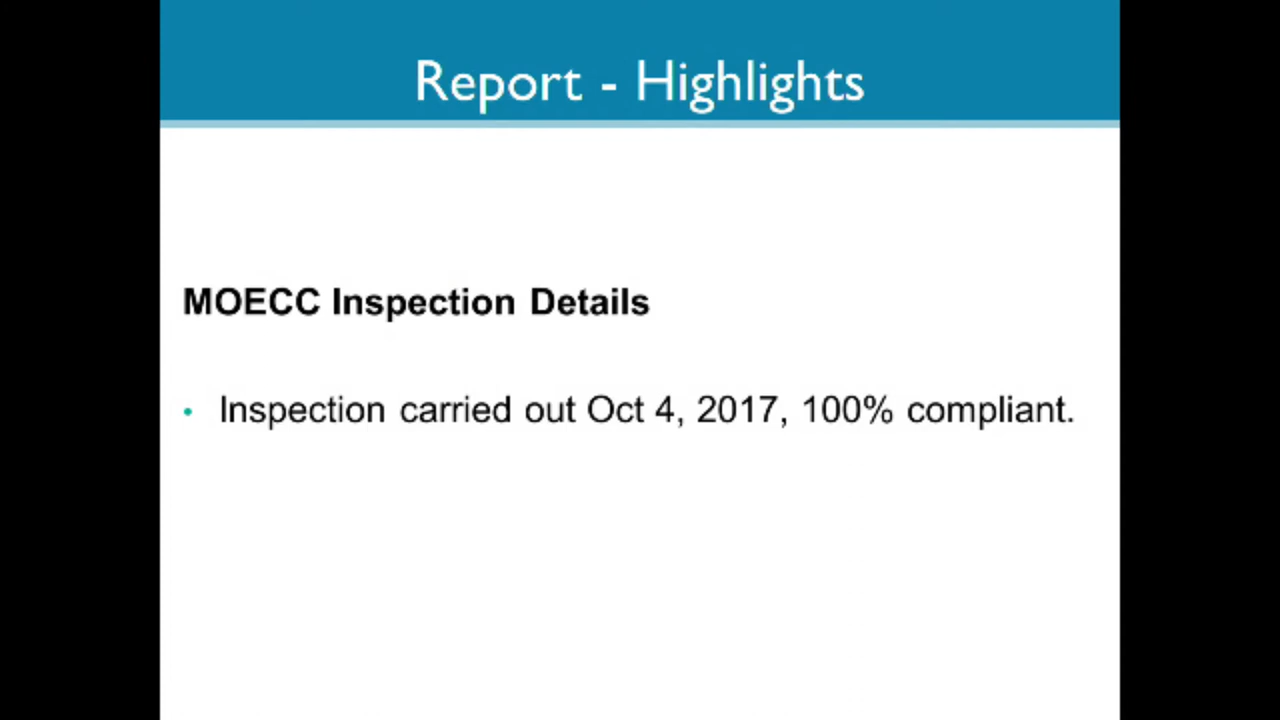 Report - Highlights
MOECC Inspection Details
• Inspection carried out Oct 4, 2017, 100% compliant.